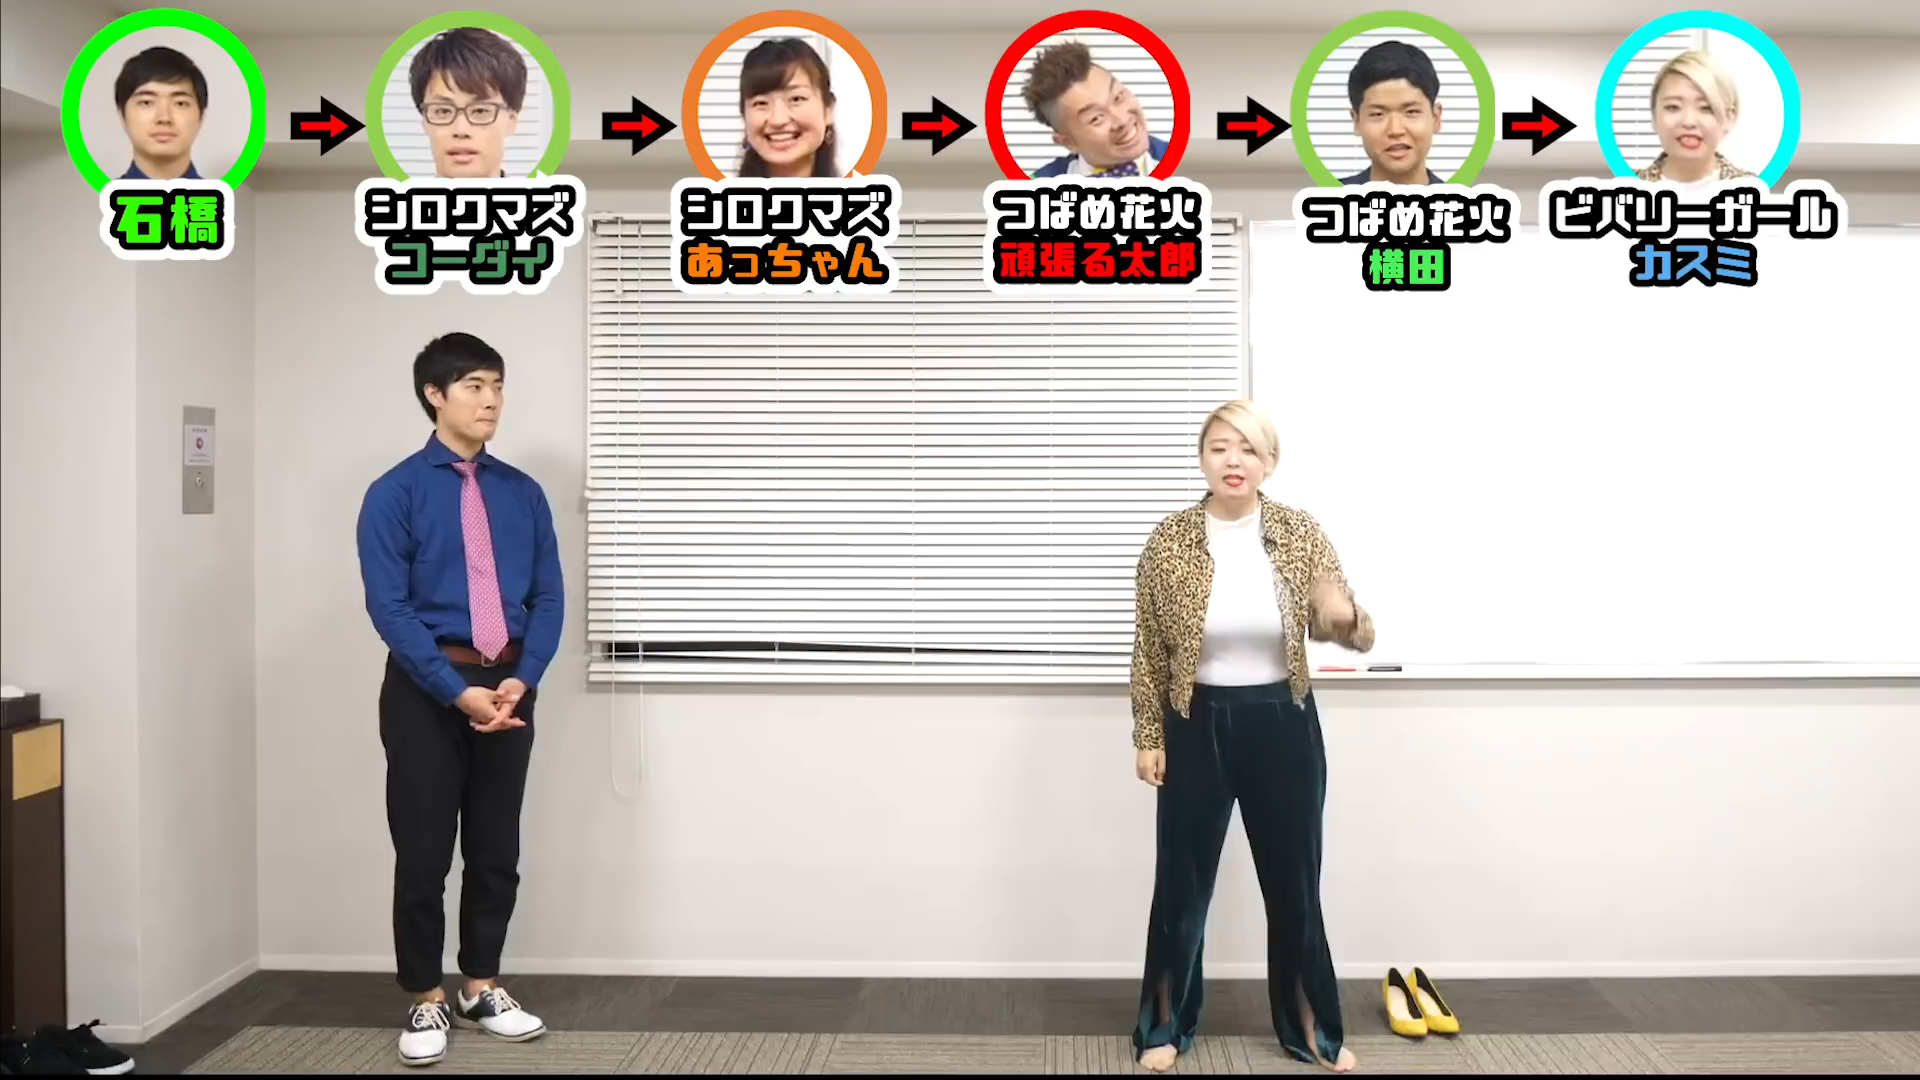 石橋
シロクマズ
コーダイ
シロクマズ
あっちゃん
つばめ花火
頑張る太郎
つばめ花火
横田
ビバリーガール
カスミ